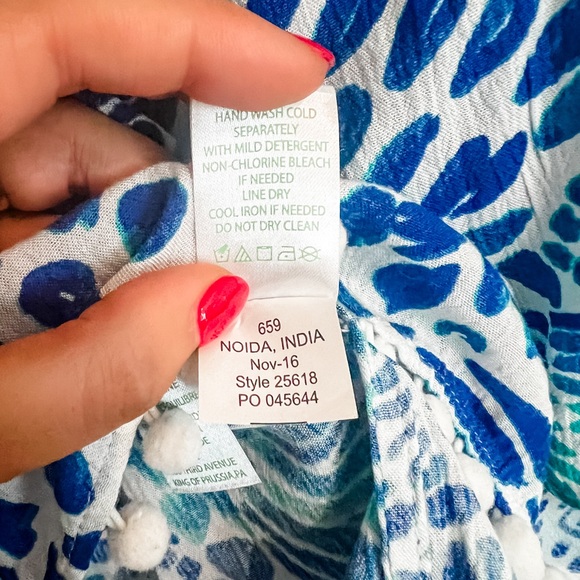 HAND WASH COLD
SEPARATELY
WITH MILD DETERGENT
NON-CHLORINE BLEACH
IF NEEDED
LINE DRY
COOL IRON IF NEEDED
DO NOT DRY CLEAN
659
NOIDA, INDIA
Nov-16
Style 25618
PO 045644
AVENUE
KING OF PRUSSIA,PA